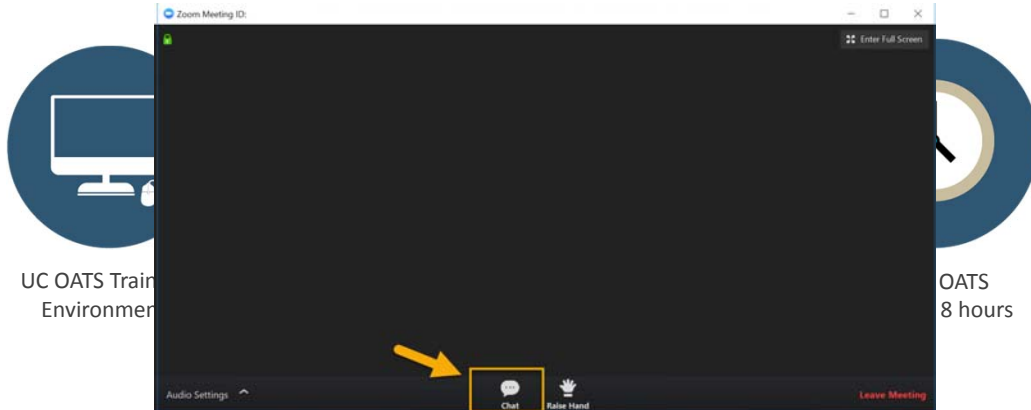 Zoom Meeting ID:
Enter Full Screen
UC OATS Train
Environmen
OATS
8 hours
Audio Settings
Chat
Raise Hand
Leave Meeting